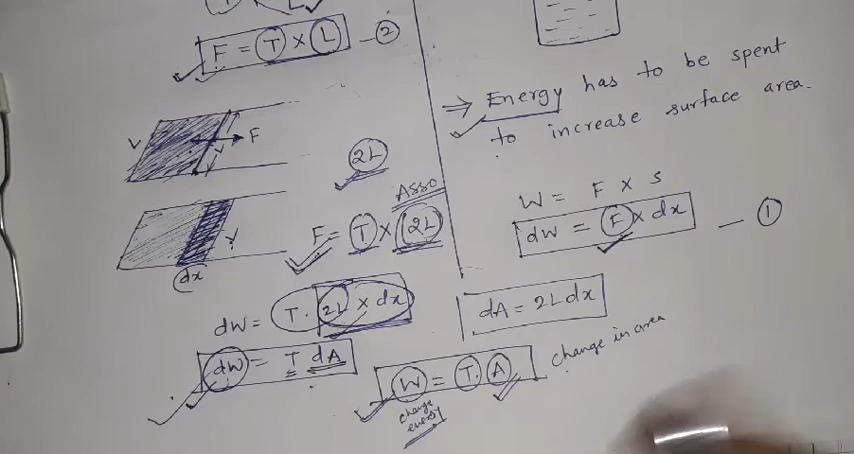 F = T × L — 2
F
2L
Asso
F = T × (2L)
dx
dW = T. 2L × dx
dW = T dA
⇒ Energy has to be spent
to increase surface area.
W = F × s
dW = F × dx — 1
dA = 2L dx
W = T. A
change in area
change
energy